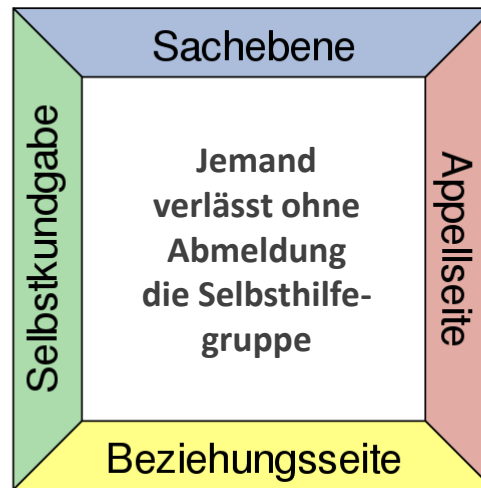 Sachebene
Selbstkundgabe
Jemand
verlässt ohne
Abmeldung
die Selbsthilfe-
gruppe
Appellseite
Beziehungsseite